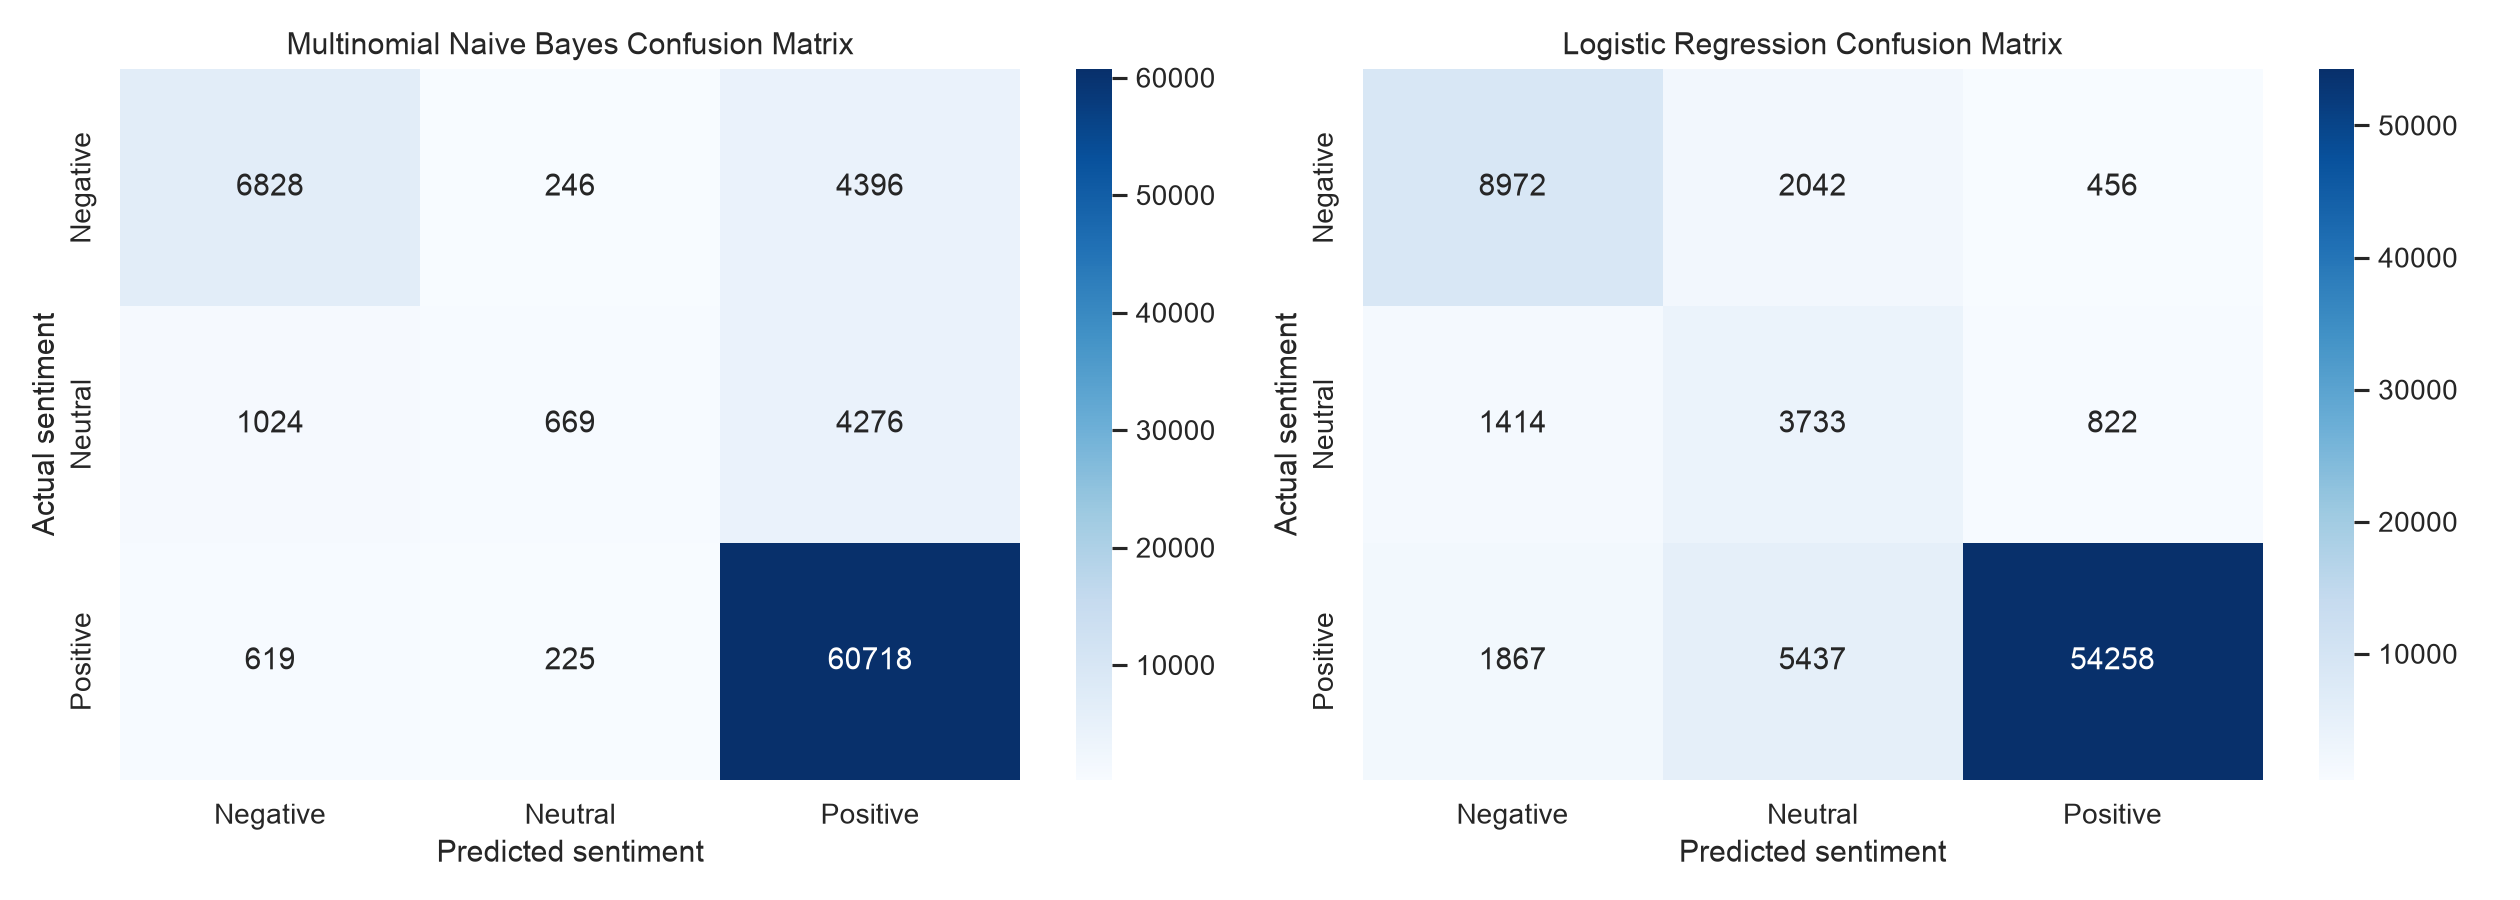 Multinomial Naive Bayes Confusion Matrix
Actual sentiment
Negative
6828 246 4396
Neutral
1024 669 4276
Positive
619 225 60718
Negative Neutral Positive
Predicted sentiment
60000
50000
40000
30000
20000
10000
Logistic Regression Confusion Matrix
Actual sentiment
Negative
8972 2042 456
Neutral
1414 3733 822
Positive
1867 5437 54258
Negative Neutral Positive
Predicted sentiment
50000
40000
30000
20000
10000